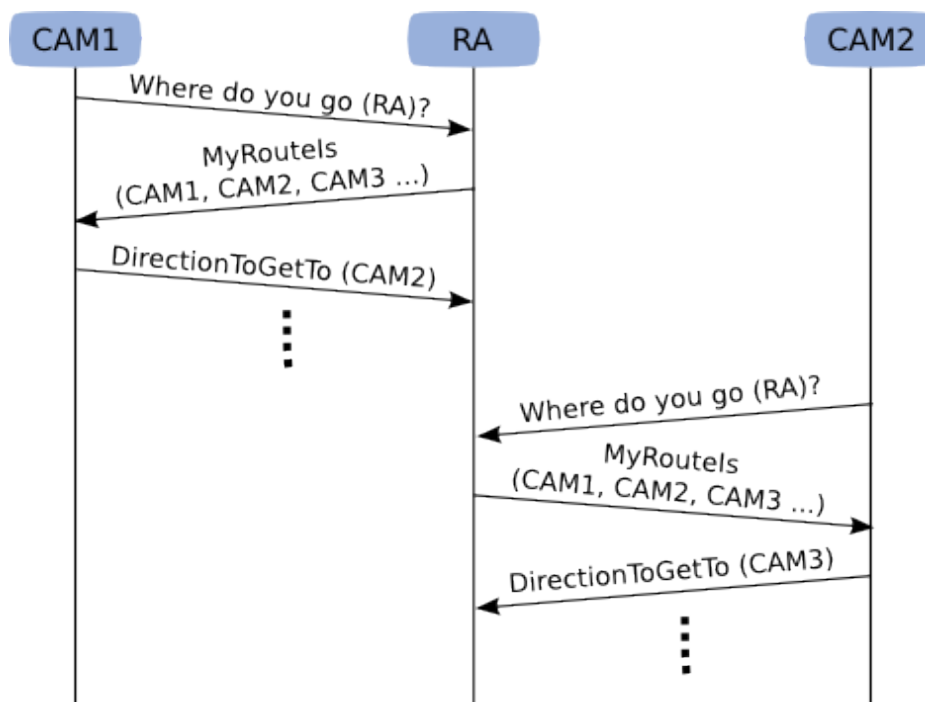 CAM1
RA
CAM2
Where do you go (RA)?
MyRouteIs
(CAM1, CAM2, CAM3 ...)
DirectionToGetTo (CAM2)
Where do you go (RA)?
MyRouteIs
(CAM1, CAM2, CAM3 ...)
DirectionToGetTo (CAM3)